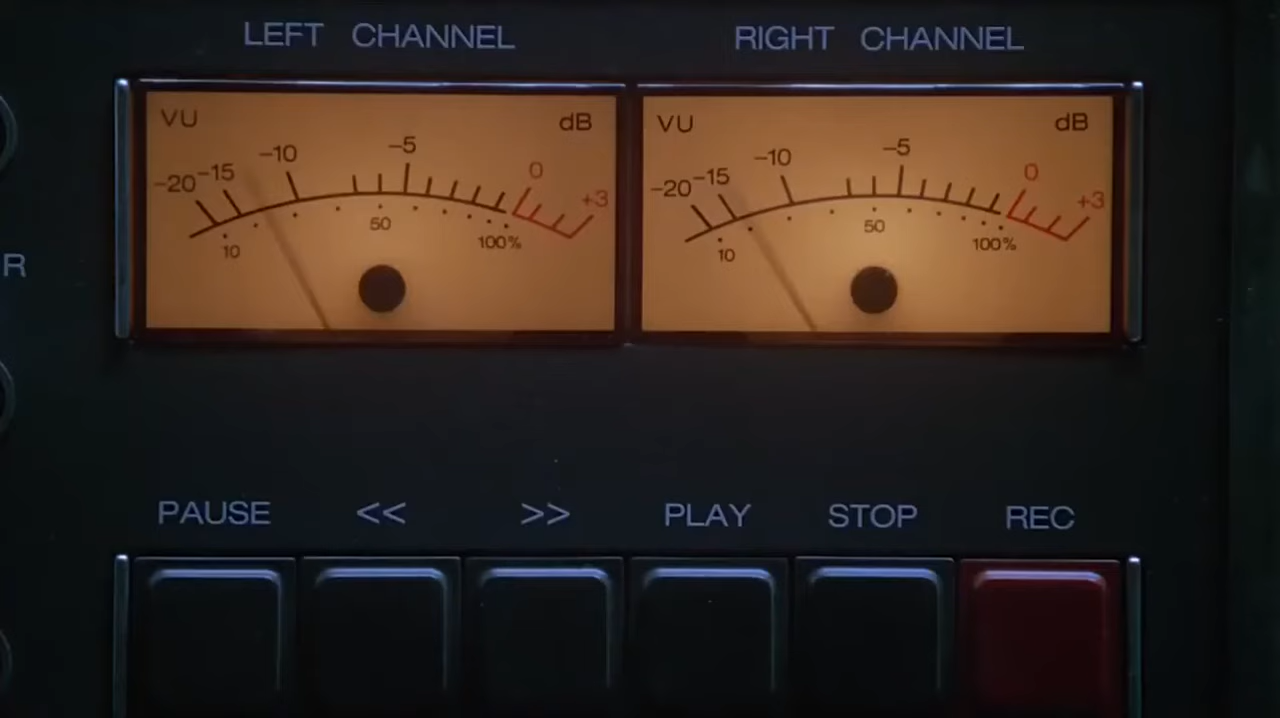 LEFT CHANNEL
RIGHT CHANNEL
VU
dB
-20
-15
-10
-5
0
+3
10
50
100%
VU
dB
-20
-15
-10
-5
0
+3
10
50
100%
R
PAUSE
<<
>>
PLAY
STOP
REC